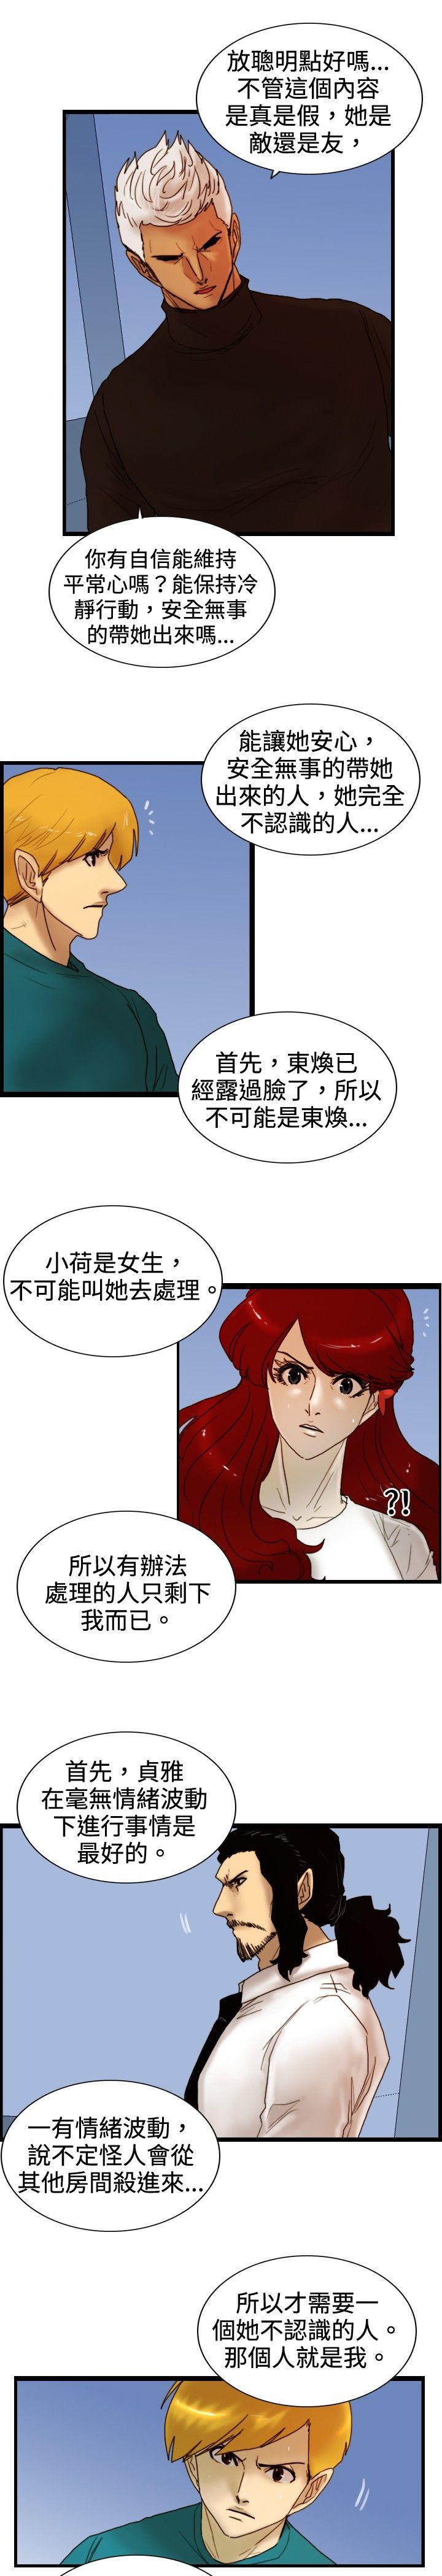 放聰明點好嗎...
不管這個內容
是真是假，她是
敵還是友，
你有自信能維持
平常心嗎？能保持冷
靜行動，安全無事
的帶她出來嗎...
能讓她安心，
安全無事的帶她
出來的人，她完全
不認識的人...
首先，東煥已
經露過臉了，所以
不可能是東煥...
小荷是女生，
不可能叫她去處理。
?!
所以有辦法
處理的人只剩下
我而已。
首先，貞雅
在毫無情緒波動
下進行事情是
最好的。
一有情緒波動，
說不定怪人會從
其他房間殺進來...
所以才需要一
個她不認識的人。
那個人就是我。